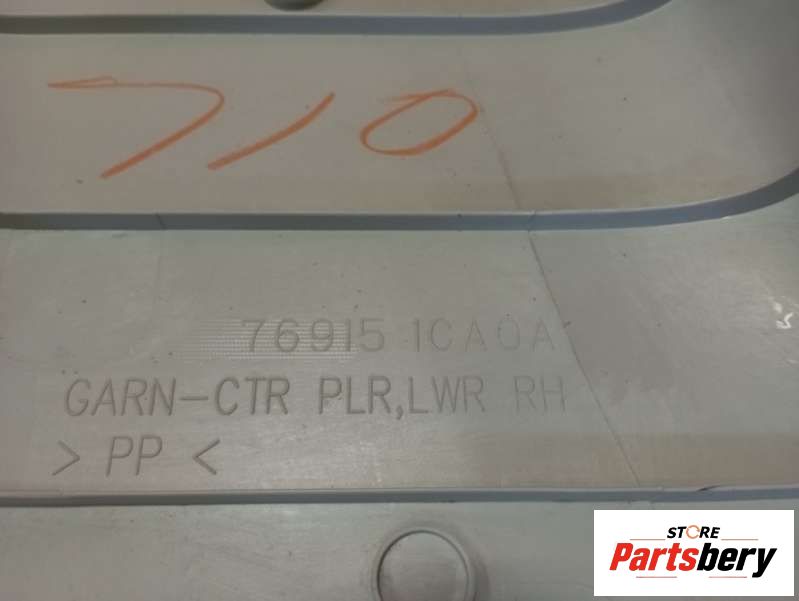 710
76915 1CA0A
GARN-CTR PLR,LWR RH
> PP <
STORE
Partsbery